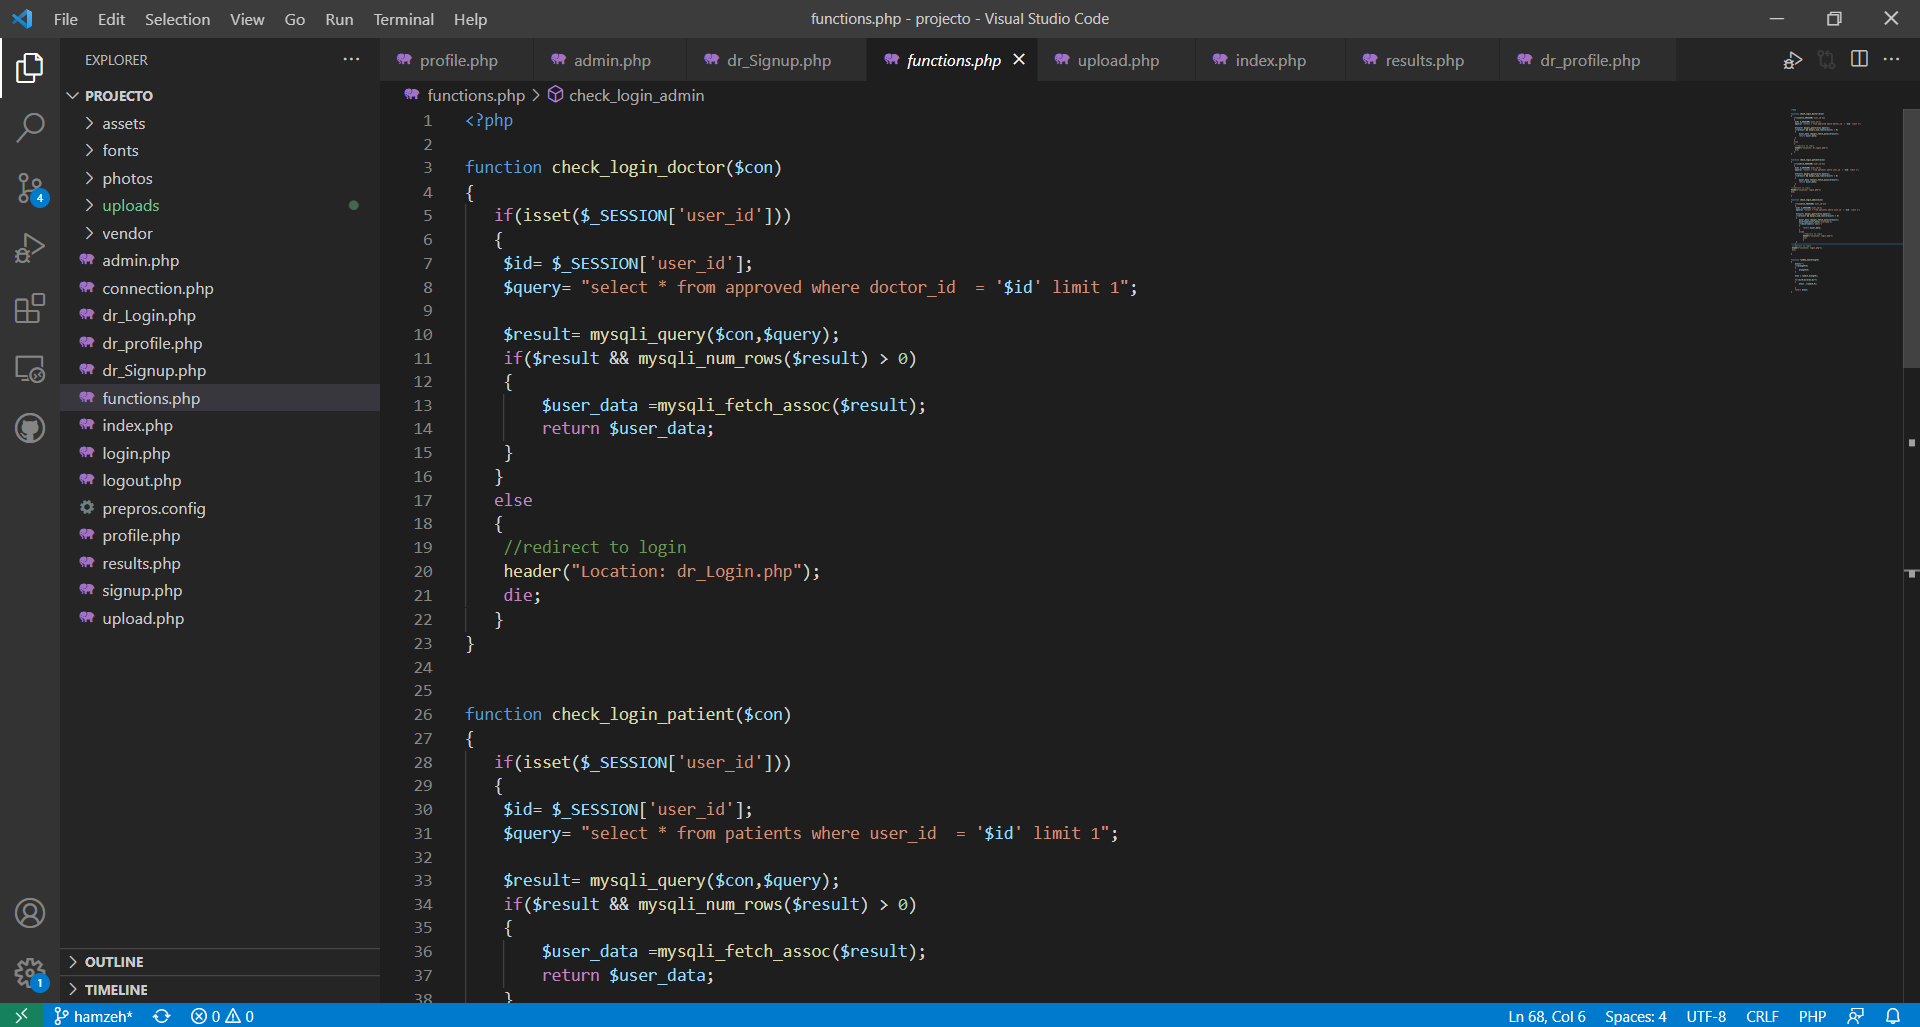 File Edit Selection View Go Run Terminal Help
functions.php - projecto - Visual Studio Code
EXPLORER
PROJECTO
assets
fonts
photos
uploads
vendor
admin.php
connection.php
dr_Login.php
dr_profile.php
dr_Signup.php
functions.php
index.php
login.php
logout.php
prepros.config
profile.php
results.php
signup.php
upload.php
OUTLINE
TIMELINE
4
1
profile.php admin.php dr_Signup.php functions.php upload.php index.php results.php dr_profile.php
functions.php > check_login_admin
1 <?php
2
3 function check_login_doctor($con)
4 {
5 if(isset($_SESSION['user_id']))
6 {
7 $id= $_SESSION['user_id'];
8 $query= "select * from approved where doctor_id  = '$id' limit 1";
9
10 $result= mysqli_query($con,$query);
11 if($result && mysqli_num_rows($result) > 0)
12 {
13 $user_data =mysqli_fetch_assoc($result);
14 return $user_data;
15 }
16 }
17 else
18 {
19 //redirect to login
20 header("Location: dr_Login.php");
21 die;
22 }
23 }
24
25
26 function check_login_patient($con)
27 {
28 if(isset($_SESSION['user_id']))
29 {
30 $id= $_SESSION['user_id'];
31 $query= "select * from patients where user_id  = '$id' limit 1";
32
33 $result= mysqli_query($con,$query);
34 if($result && mysqli_num_rows($result) > 0)
35 {
36 $user_data =mysqli_fetch_assoc($result);
37 return $user_data;
38 }
hamzeh* 0 0 Ln 68, Col 6 Spaces: 4 UTF-8 CRLF PHP